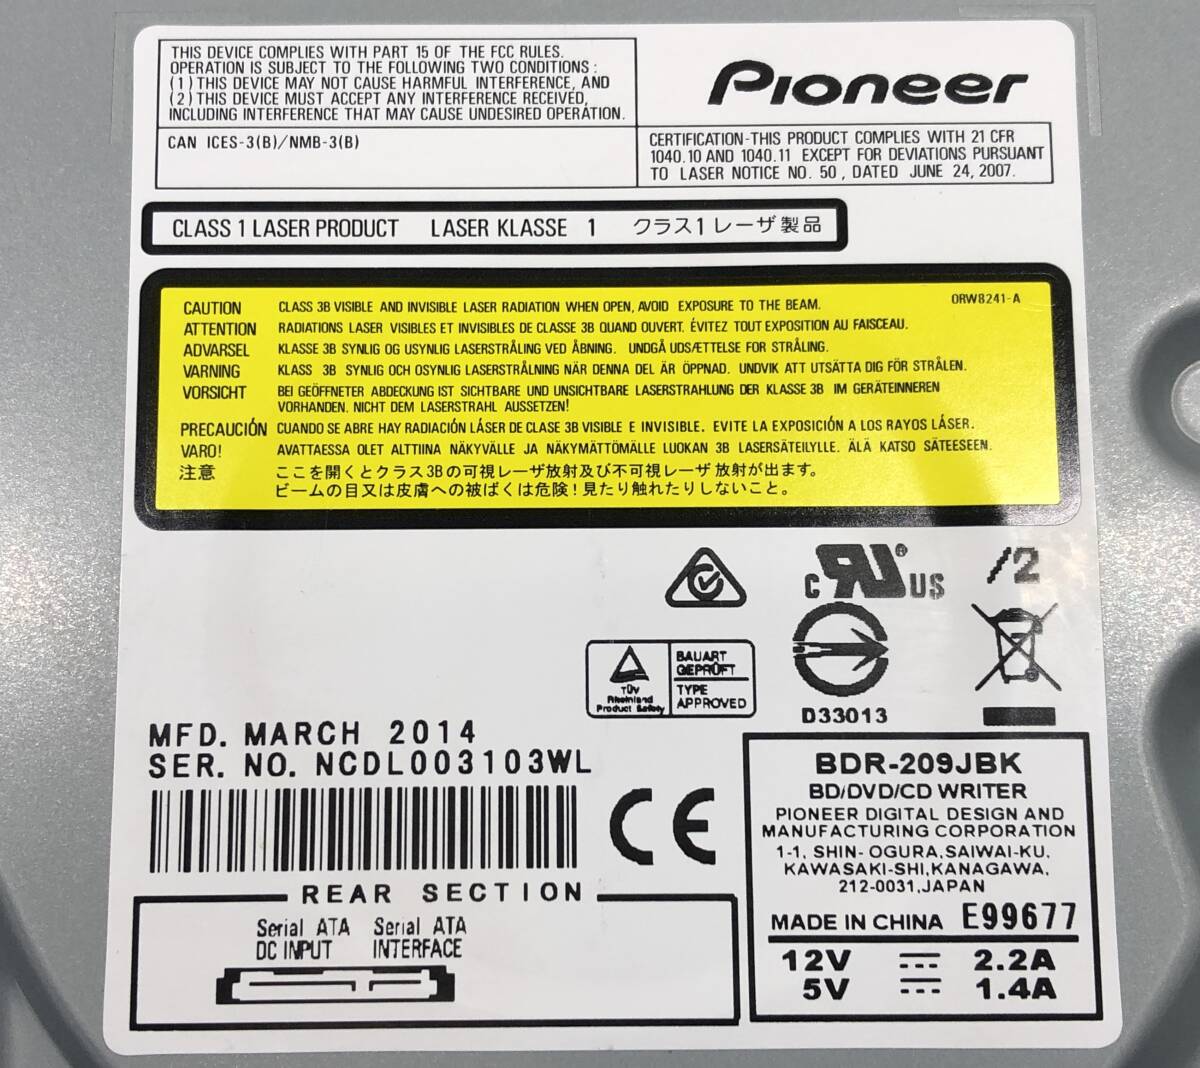 THIS DEVICE COMPLIES WITH PART 15 OF THE FCC RULES.
OPERATION IS SUBJECT TO THE FOLLOWING TWO CONDITIONS :
(1) THIS DEVICE MAY NOT CAUSE HARMFUL INTERFERENCE, AND
(2) THIS DEVICE MUST ACCEPT ANY INTERFERENCE RECEIVED,
INCLUDING INTERFERENCE THAT MAY CAUSE UNDESIRED OPERATION.
CAN ICES-3(B)/NMB-3(B)
Pioneer
CERTIFICATION-THIS PRODUCT COMPLIES WITH 21 CFR
1040.10 AND 1040.11 EXCEPT FOR DEVIATIONS PURSUANT
TO LASER NOTICE NO. 50, DATED JUNE 24, 2007.
CLASS 1 LASER PRODUCT LASER KLASSE 1 クラス1レーザ製品
ORW8241-A
CAUTION CLASS 3B VISIBLE AND INVISIBLE LASER RADIATION WHEN OPEN, AVOID EXPOSURE TO THE BEAM.
ATTENTION RADIATIONS LASER VISIBLES ET INVISIBLES DE CLASSE 3B QUAND OUVERT. ÉVITEZ TOUT EXPOSITION AU FAISCEAU.
ADVARSEL KLASSE 3B SYNLIG OG USYNLIG LASERSTRÅLING VED ÅBNING. UNDGÅ UDSÆTTELSE FOR STRÅLING.
VARNING KLASS 3B SYNLIG OCH OSYNLIG LASERSTRÅLNING NÄR DENNA DEL ÄR ÖPPNAD. UNDVIK ATT UTSÄTTA DIG FÖR STRÅLEN.
VORSICHT BEI GEÖFFNETER ABDECKUNG IST SICHTBARE UND UNSICHTBARE LASERSTRAHLUNG DER KLASSE 3B IM GERÄTEINNEREN
VORHANDEN. NICHT DEM LASERSTRAHL AUSSETZEN!
PRECAUCIÓN CUANDO SE ABRE HAY RADIACIÓN LÁSER DE CLASE 3B VISIBLE E INVISIBLE. EVITE LA EXPOSICIÓN A LOS RAYOS LÁSER.
VARO! AVATTAESSA OLET ALTTIINA NÄKYVÄLLE JA NÄKYMÄTTÖMÄLLE LUOKAN 3B LASERSÄTEILYLLE. ÄLÄ KATSO SÄTEESEEN.
注意 ここを開くとクラス3Bの可視レーザ放射及び不可視レーザ放射が出ます。
ビームの目又は皮膚への被ばくは危険!見たり触れたりしないこと。
c RU ® US
/2
TÜV
Rheinland
Product Safety
BAUART
GEPRÜFT
TYPE
APPROVED
D33013
MFD. MARCH 2014
SER. NO. NCDL003103WL
CE
BDR-209JBK
BD/DVD/CD WRITER
PIONEER DIGITAL DESIGN AND
MANUFACTURING CORPORATION
1-1, SHIN-OGURA,SAIWAI-KU,
KAWASAKI-SHI,KANAGAWA,
212-0031,JAPAN
MADE IN CHINA E99677
12V 2.2A
5V 1.4A
REAR SECTION
Serial ATA Serial ATA
DC INPUT INTERFACE